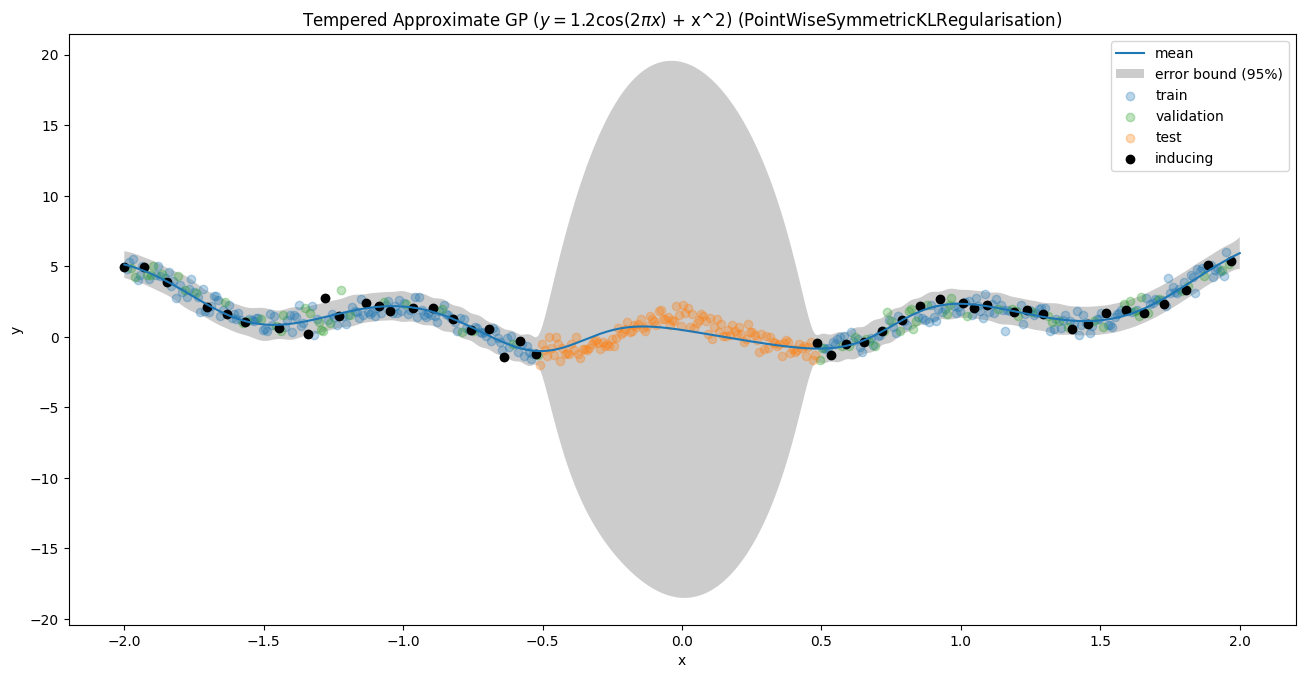 Tempered Approximate GP (y = 1.2cos(2πx) + x^2) (PointWiseSymmetricKLRegularisation)
mean
error bound (95%)
train
validation
test
inducing
20
15
10
5
0
−5
−10
−15
−20
y
−2.0 −1.5 −1.0 −0.5 0.0 0.5 1.0 1.5 2.0
x